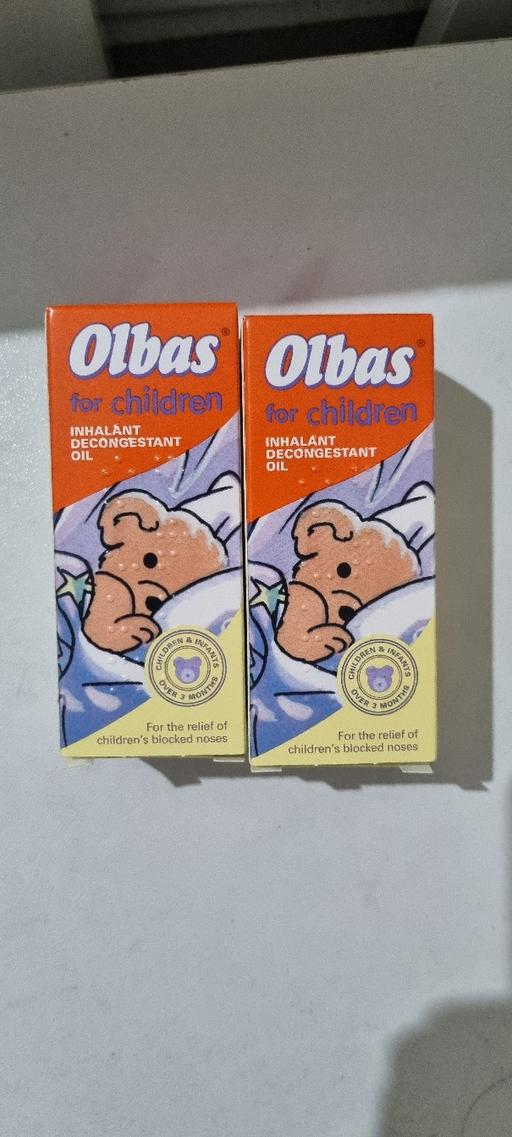 Olbas®
for children
INHALANT
DECONGESTANT
OIL
CHILDREN & INFANTS
OVER 3 MONTHS
For the relief of
children's blocked noses
Olbas®
for children
INHALANT
DECONGESTANT
OIL
CHILDREN & INFANTS
OVER 3 MONTHS
For the relief of
children's blocked noses